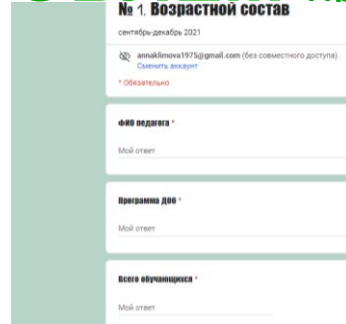 № 1. Возрастной состав
сентябрь-декабрь 2021
annaklimova1975@gmail.com (без совместного доступа)
Сменить аккаунт
* Обязательно
ФИО педагога *
Мой ответ
Программа ДОО *
Мой ответ
Всего обучающихся *
Мой ответ